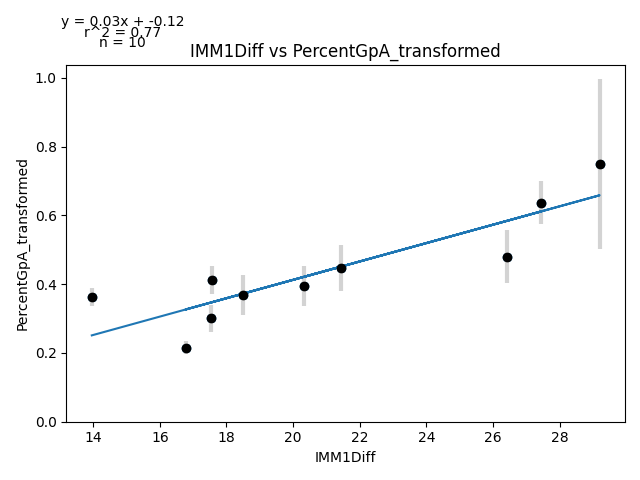 y = 0.03x + -0.12
r^2 = 0.77
n = 10
IMM1Diff vs PercentGpA_transformed
1.0
0.8
0.6
0.4
0.2
0.0
PercentGpA_transformed
14 16 18 20 22 24 26 28
IMM1Diff